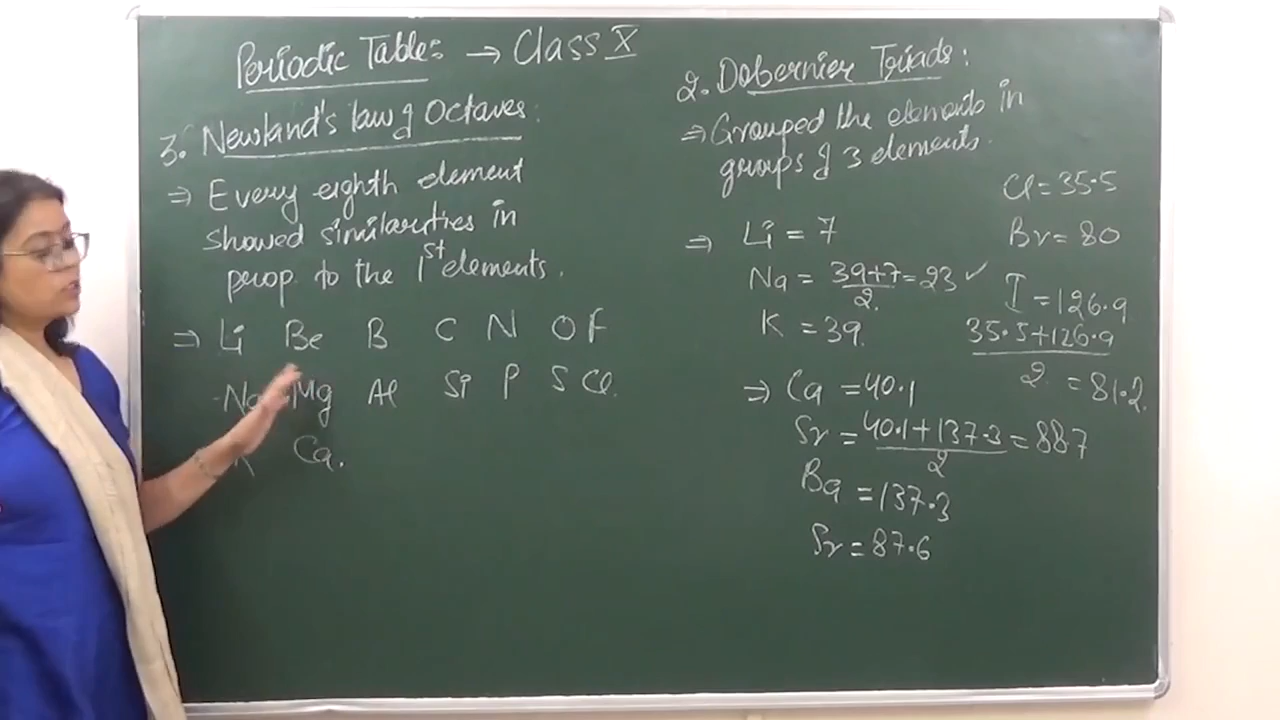 Periodic Table: → Class X
3. Newland's law of Octaves:
⇒ Every eighth element
showed similarities in
prop. to the 1st elements.
⇒ Li Be B C N O F
Na Mg Al Si P S Cl.
K Ca.
2. Dobernier Triads:
⇒ Grouped the elements in
groups of 3 elements.
⇒ Li = 7
Na = 39+7/2 = 23 ✓
K = 39.
Cl = 35.5
Br = 80
I = 126.9
35.5+126.9/2 = 81.2.
⇒ Ca = 40.1
Sr = 40.1+137.3/2 = 887
Ba = 137.3
Sr = 87.6